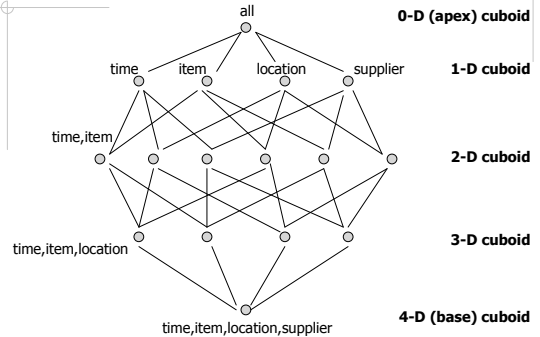 all
0-D (apex) cuboid
time
item
location
supplier
1-D cuboid
time,item
2-D cuboid
time,item,location
3-D cuboid
4-D (base) cuboid
time,item,location,supplier